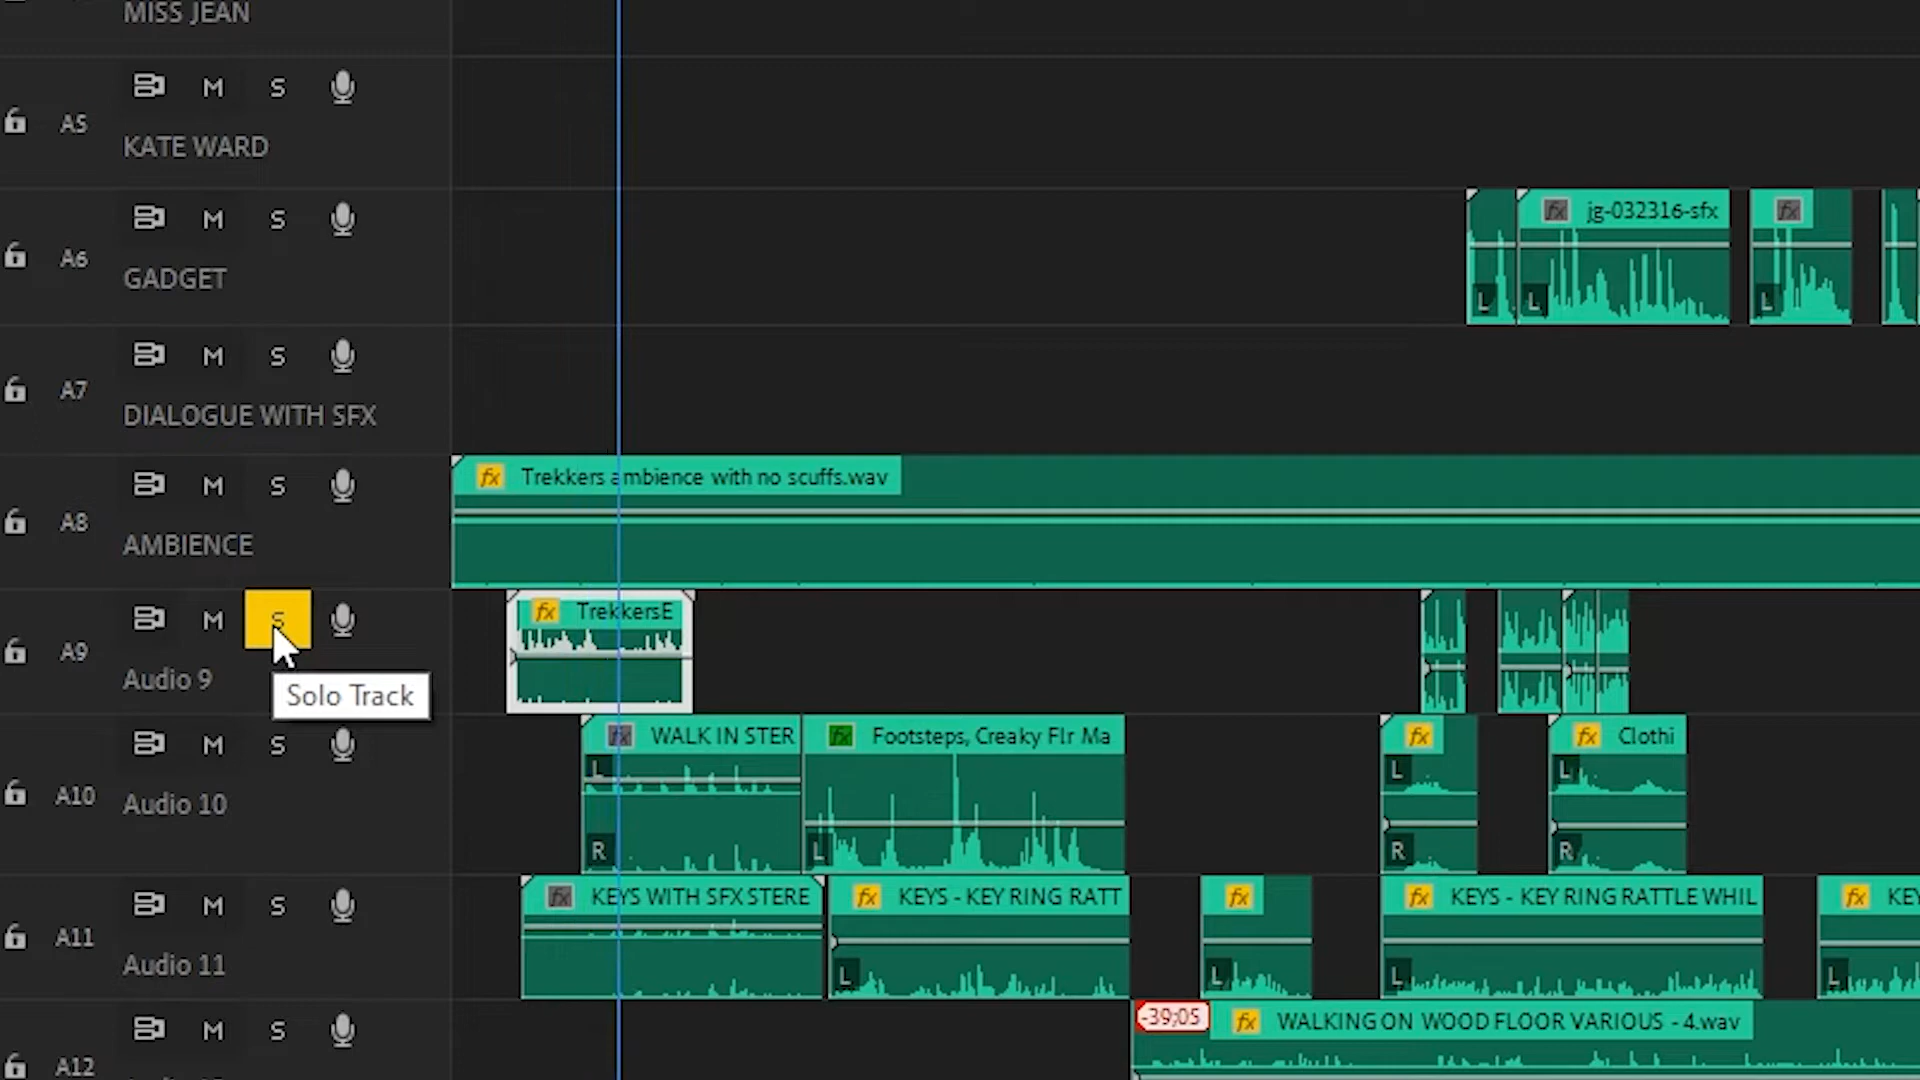 MISS JEAN
M S
A5
KATE WARD
M S
fx jg-032316-sfx fx
A6
GADGET
L L L
M S
A7
DIALOGUE WITH SFX
M S
fx Trekkers ambience with no scuffs.wav
A8
AMBIENCE
M S
fx TrekkersE
A9
Audio 9
Solo Track
M S
fx WALK IN STER fx Footsteps, Creaky Flr Ma fx fx Clothi
L L L
A10
Audio 10
R L R R
M S
fx KEYS WITH SFX STERE fx KEYS - KEY RING RATT fx fx KEYS - KEY RING RATTLE WHIL fx KEY
A11
Audio 11
L L L L
-39;05 fx WALKING ON WOOD FLOOR VARIOUS - 4.wav
M S
A12